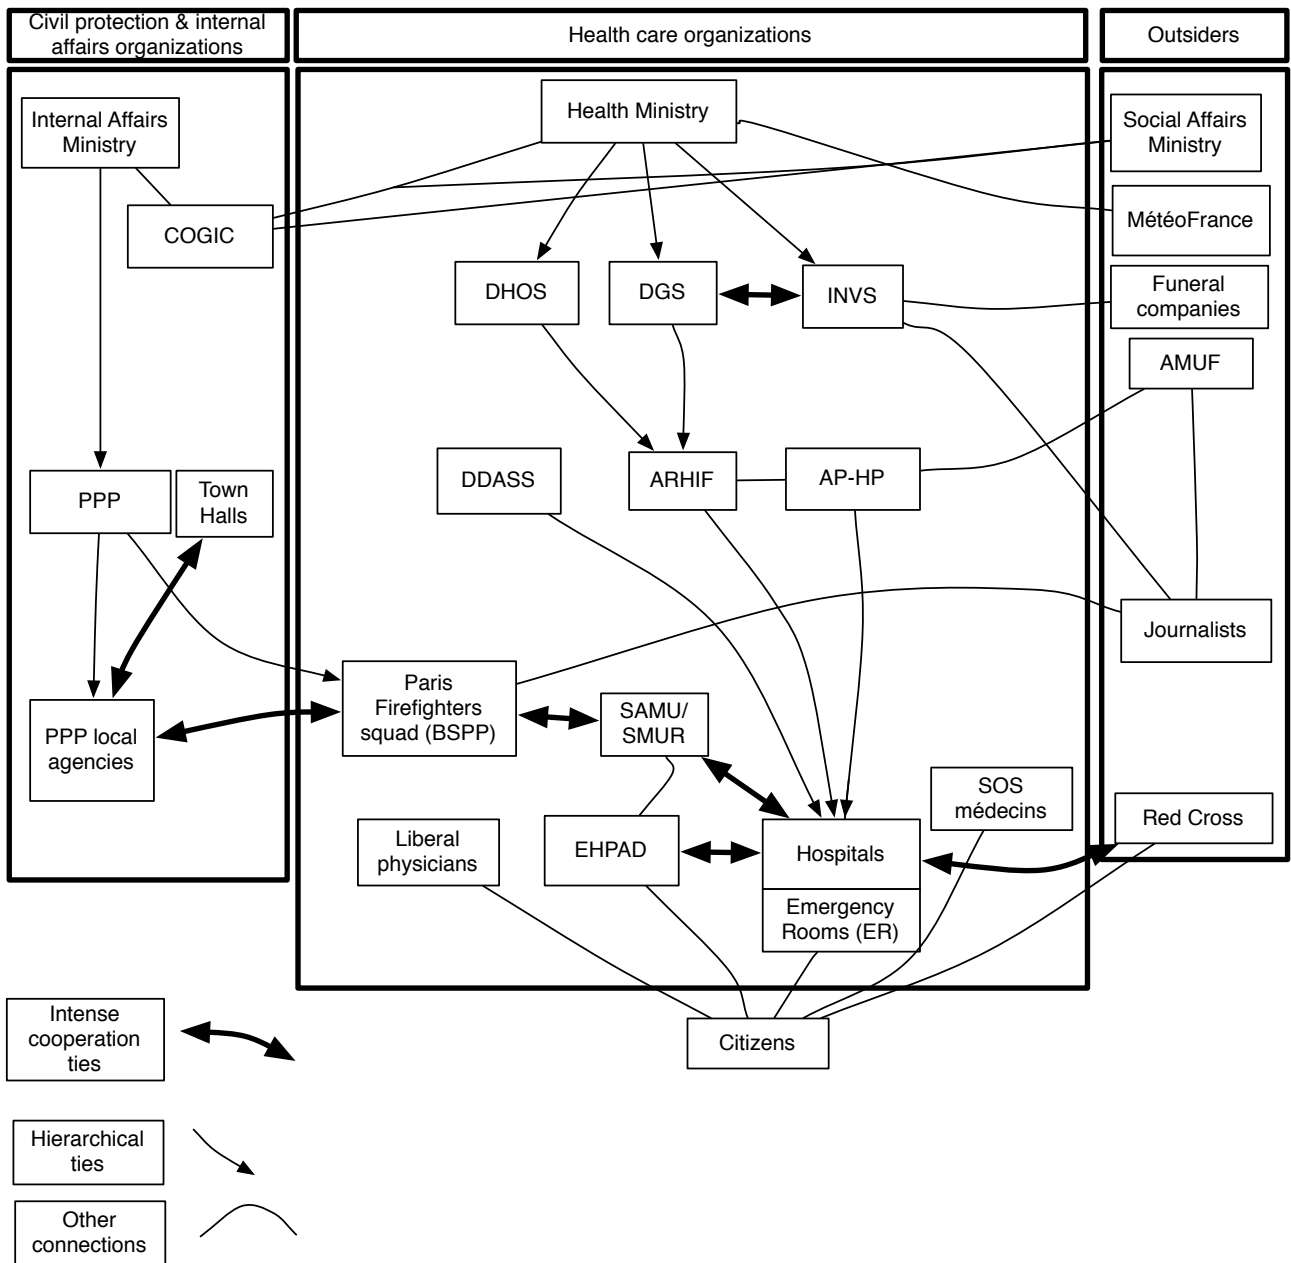 Civil protection & internal
affairs organizations
Health care organizations
Outsiders
Internal Affairs
Ministry
COGIC
PPP
Town
Halls
PPP local
agencies
Health Ministry
DHOS
DGS
INVS
DDASS
ARHIF
AP-HP
Paris
Firefighters
squad (BSPP)
SAMU/
SMUR
SOS
médecins
Liberal
physicians
EHPAD
Hospitals
Emergency
Rooms (ER)
Social Affairs
Ministry
MétéoFrance
Funeral
companies
AMUF
Journalists
Red Cross
Citizens
Intense
cooperation
ties
Hierarchical
ties
Other
connections